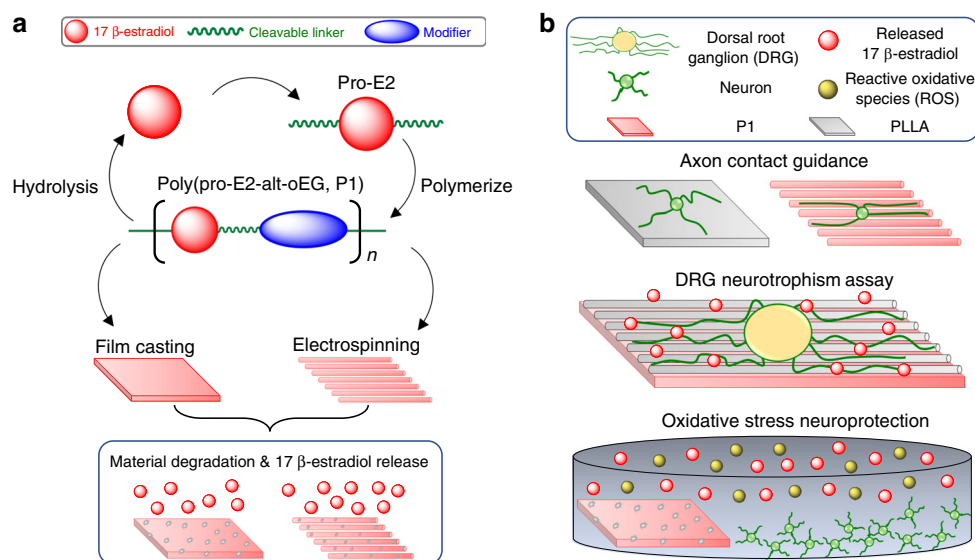 a
17 β-estradiol
Cleavable linker
Modifier
Pro-E2
Hydrolysis
Poly(pro-E2-alt-oEG, P1)
Polymerize
n
Film casting
Electrospinning
Material degradation & 17 β-estradiol release
b
Dorsal root
ganglion (DRG)
Released
17 β-estradiol
Neuron
Reactive oxidative
species (ROS)
P1
PLLA
Axon contact guidance
DRG neurotrophism assay
Oxidative stress neuroprotection